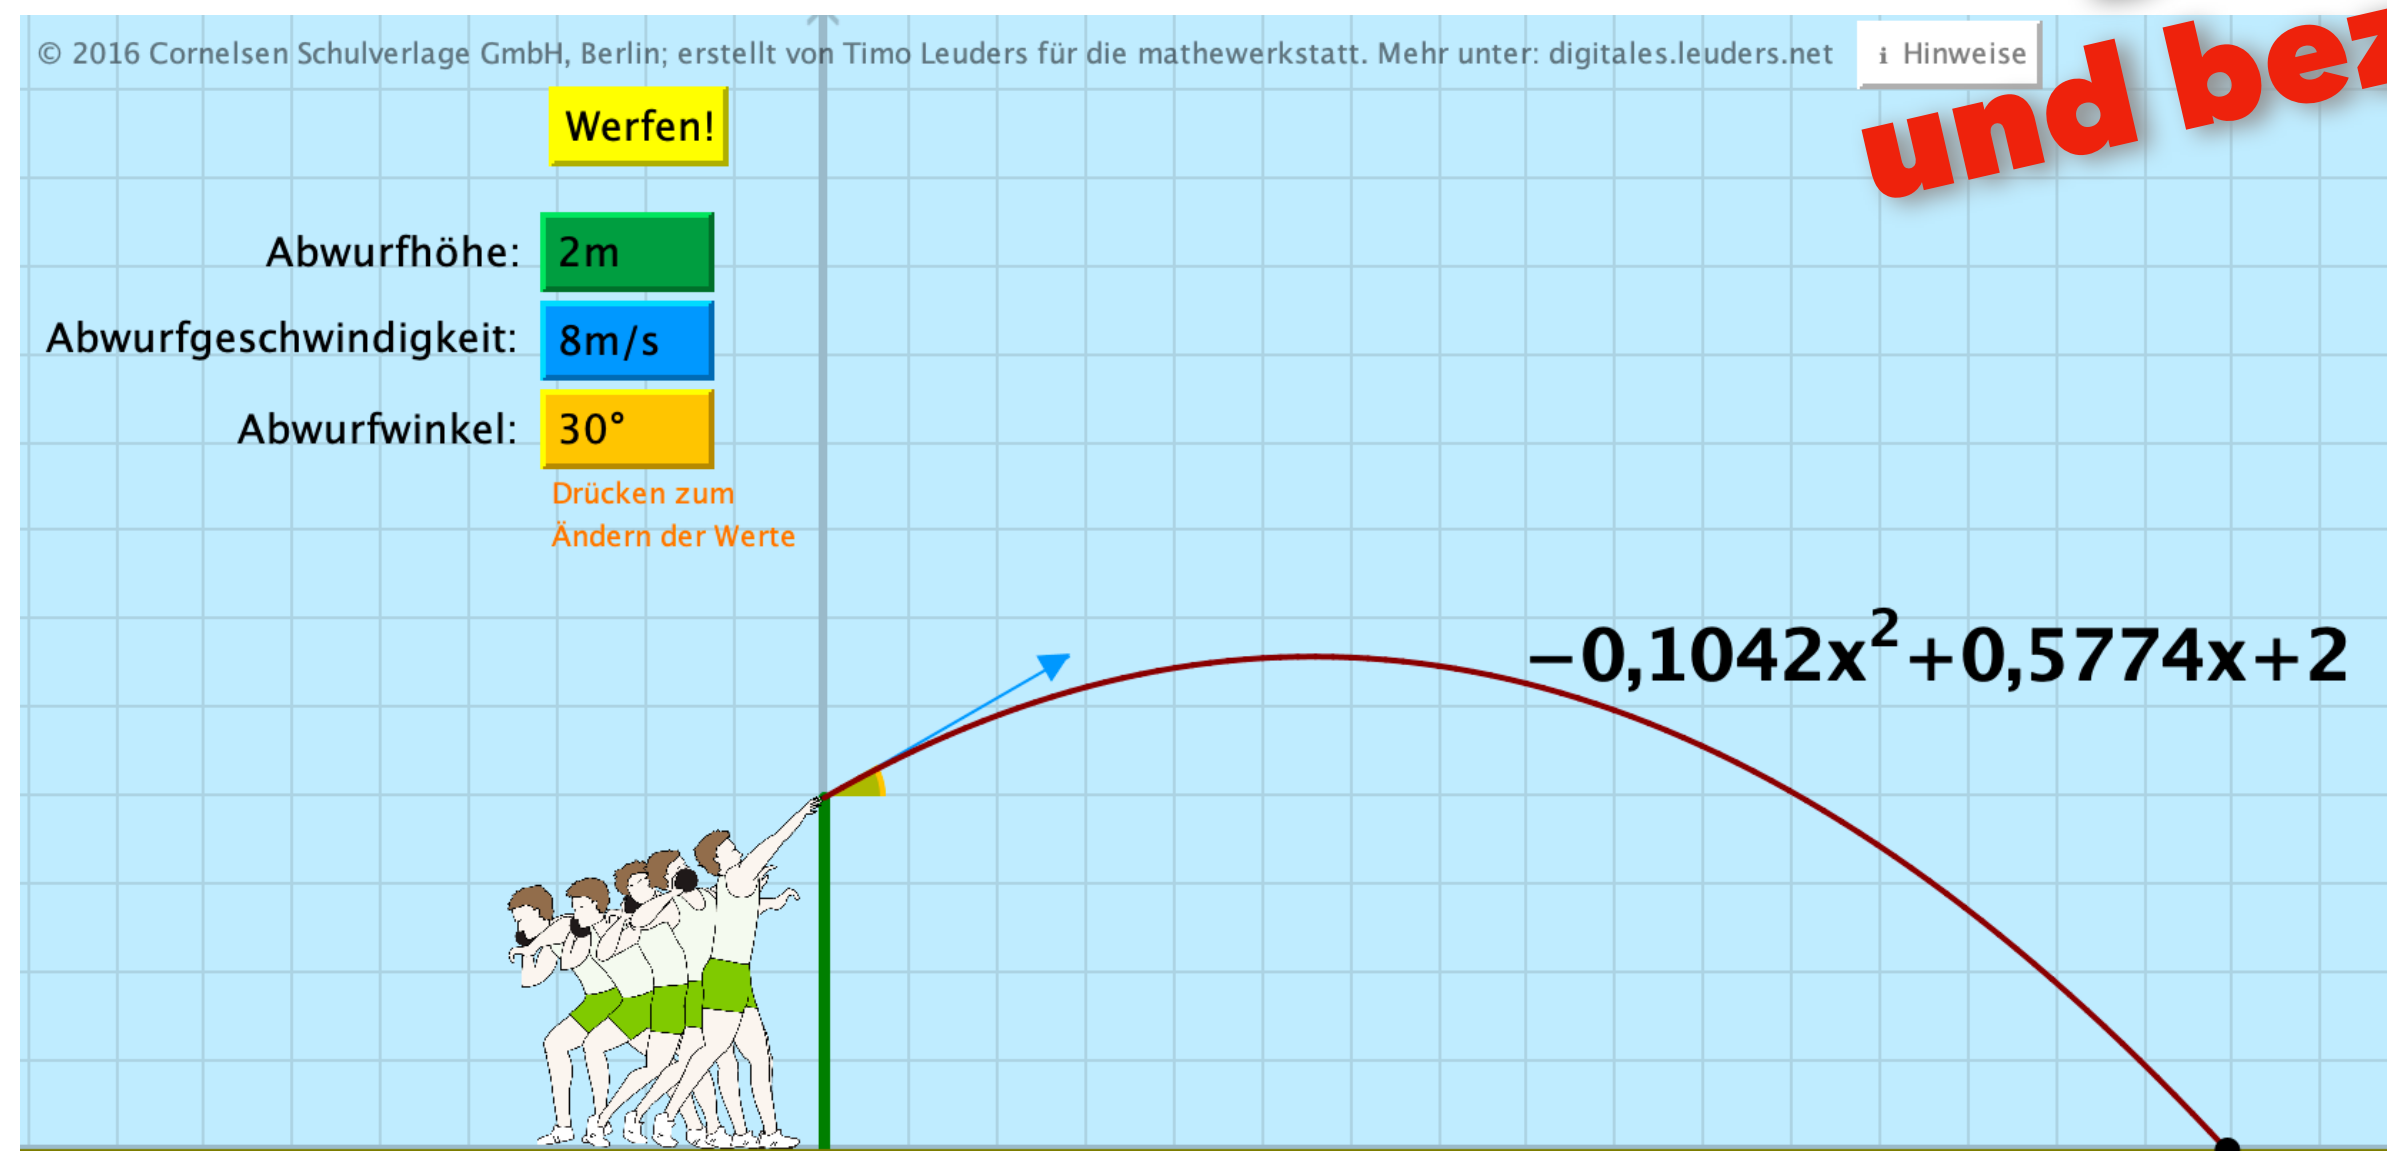 © 2016 Cornelsen Schulverlage GmbH, Berlin; erstellt von Timo Leuders für die mathewerkstatt. Mehr unter: digitales.leuders.net
i Hinweise
und
Werfen!
Abwurfhöhe: 2m
Abwurfgeschwindigkeit: 8m/s
Abwurfwinkel: 30°
Drücken zum
Ändern der Werte
−0,1042x²+0,5774x+2